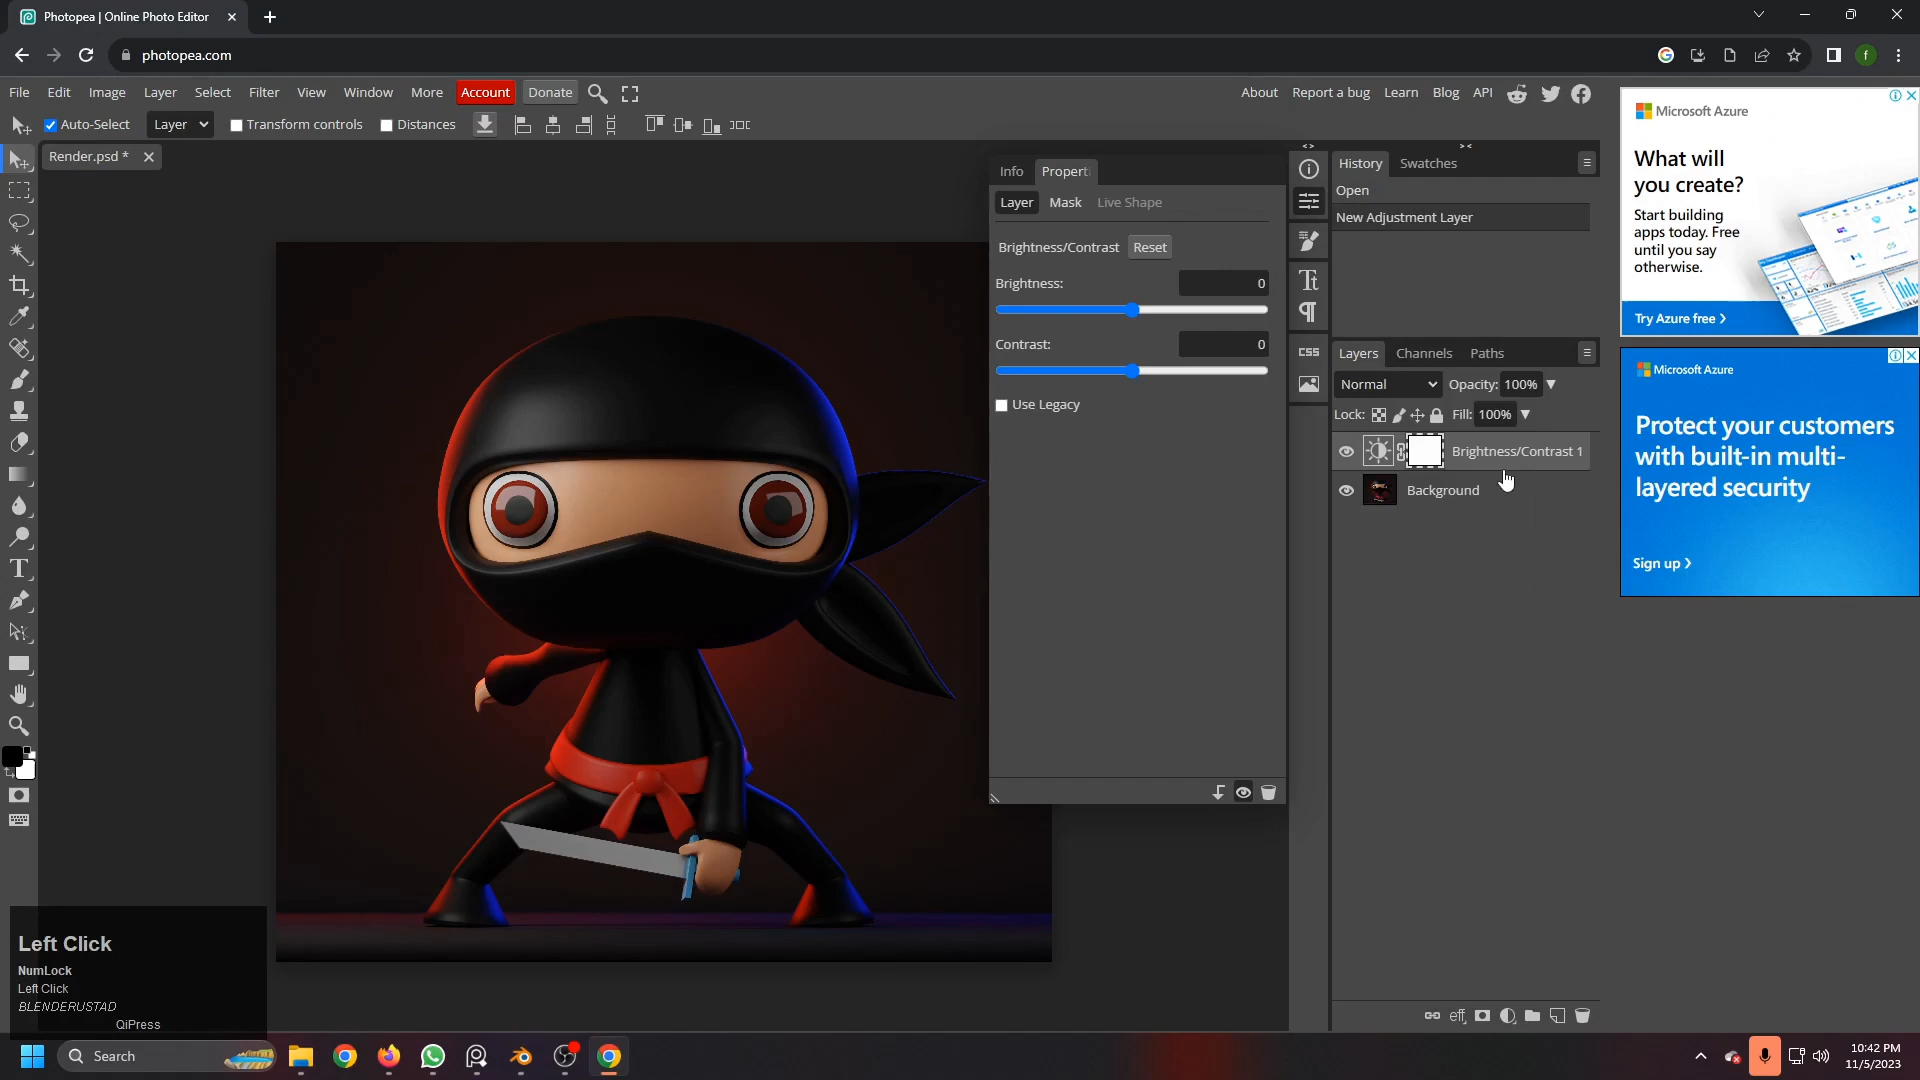 Photopea | Online Photo Editor
photopea.com
f
File Edit Image Layer Select Filter View Window More Account Donate
About Report a bug Learn Blog API
Auto-Select Layer Transform controls Distances
Render.psd *
Info Properti
Layer Mask Live Shape
Brightness/Contrast Reset
Brightness: 0
Contrast: 0
Use Legacy
CSS
History Swatches
Open
New Adjustment Layer
Layers Channels Paths
Normal Opacity: 100%
Lock: Fill: 100%
Brightness/Contrast 1
Background
eff
Microsoft Azure
What will
you create?
Start building
apps today. Free
until you say
otherwise.
Try Azure free >
Microsoft Azure
Protect your customers
with built-in multi-
layered security
Sign up >
Left Click
NumLock
Left Click
BLENDERUSTAD
QiPress
Search
10:42 PM
11/5/2023